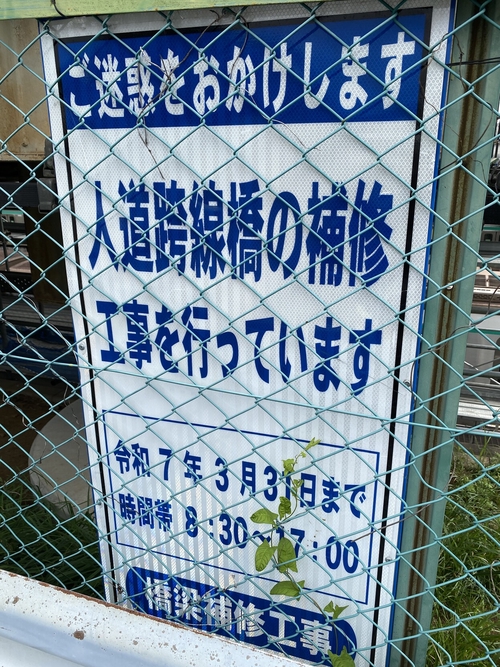 ご迷惑をおかけします
人道跨線橋の補修
工事を行っています
令和7年3月31日まで
時間帯 8:30～17:00
橋梁補修工事